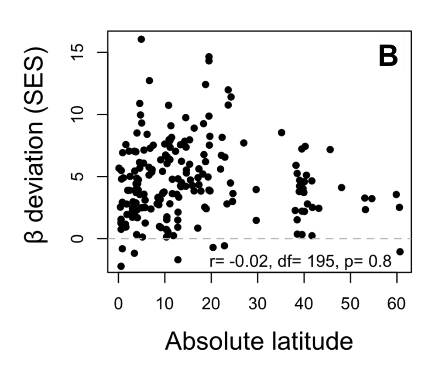 B
15
10
5
0
β deviation (SES)
r= -0.02, df= 195, p= 0.8
0 10 20 30 40 50 60
Absolute latitude